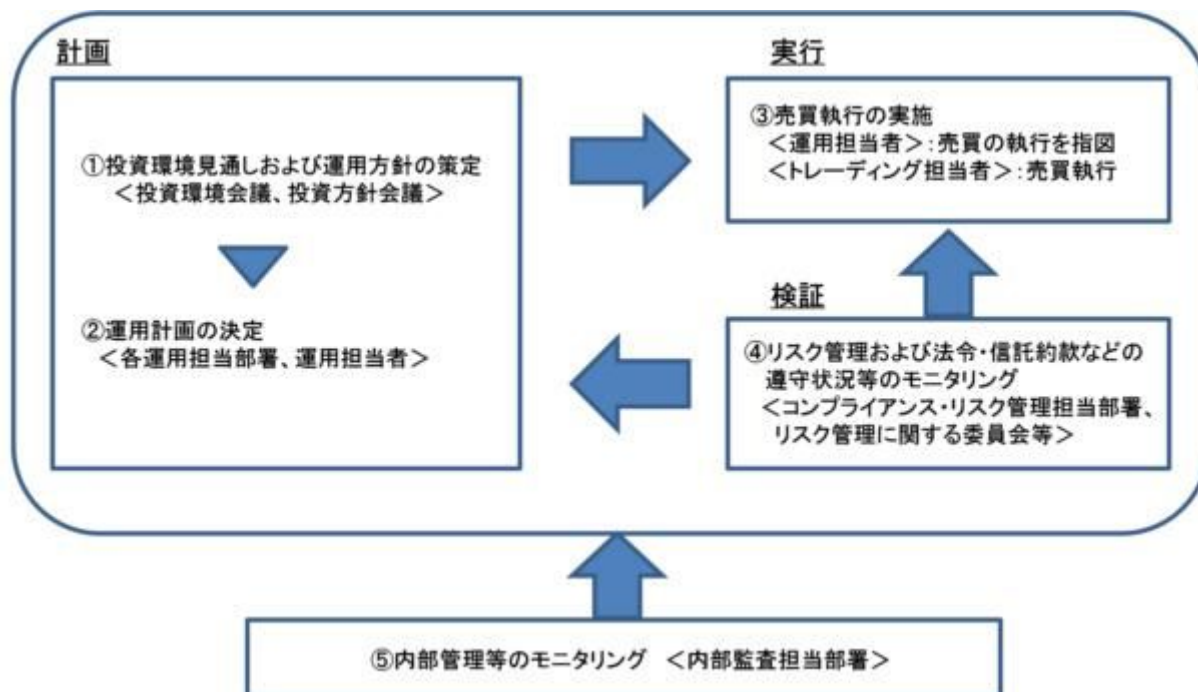 計画
①投資環境見通しおよび運用方針の策定
＜投資環境会議、投資方針会議＞
②運用計画の決定
＜各運用担当部署、運用担当者＞
実行
③売買執行の実施
＜運用担当者＞：売買の執行を指図
＜トレーディング担当者＞：売買執行
検証
④リスク管理および法令・信託約款などの
遵守状況等のモニタリング
＜コンプライアンス・リスク管理担当部署、
リスク管理に関する委員会等＞
⑤内部管理等のモニタリング ＜内部監査担当部署＞